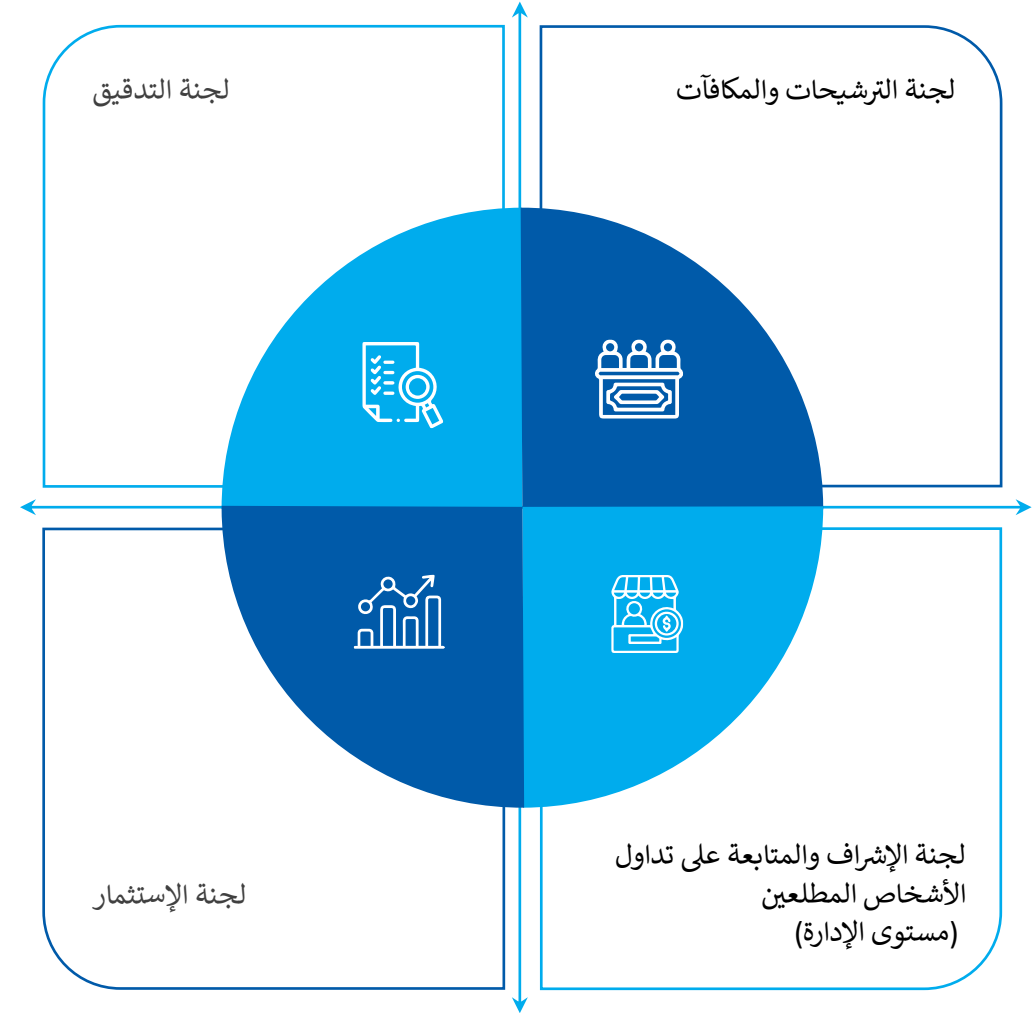 لجنة الترشيحات والمكافآت
لجنة التدقيق
لجنة الإشراف والمتابعة على تداول
الأشخاص المطلعين
(مستوى الإدارة)
لجنة الإستثمار